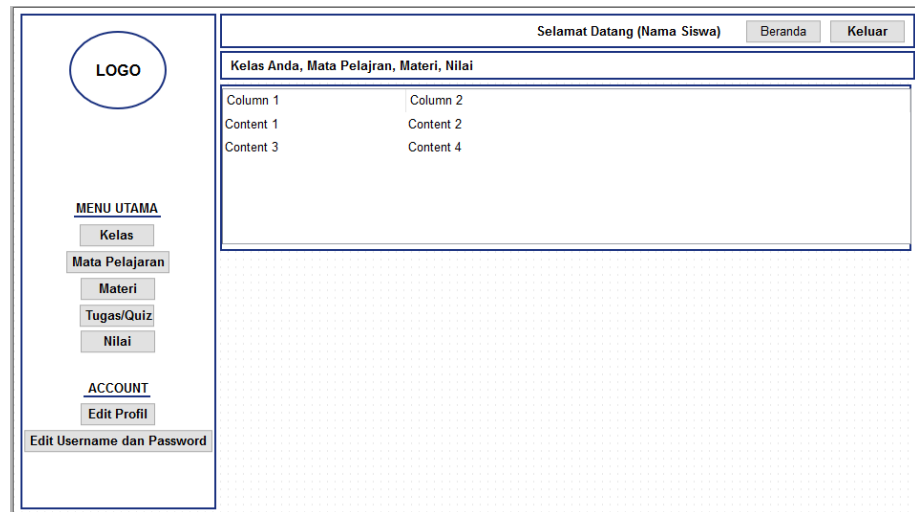 LOGO
MENU UTAMA
Kelas
Mata Pelajaran
Materi
Tugas/Quiz
Nilai
ACCOUNT
Edit Profil
Edit Username dan Password
Selamat Datang (Nama Siswa) Beranda Keluar
Kelas Anda, Mata Pelajran, Materi, Nilai
Column 1 Column 2
Content 1 Content 2
Content 3 Content 4